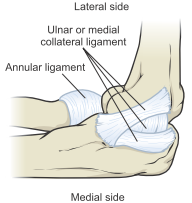 Lateral side
Ulnar or medial
collateral ligament
Annular ligament
Medial side